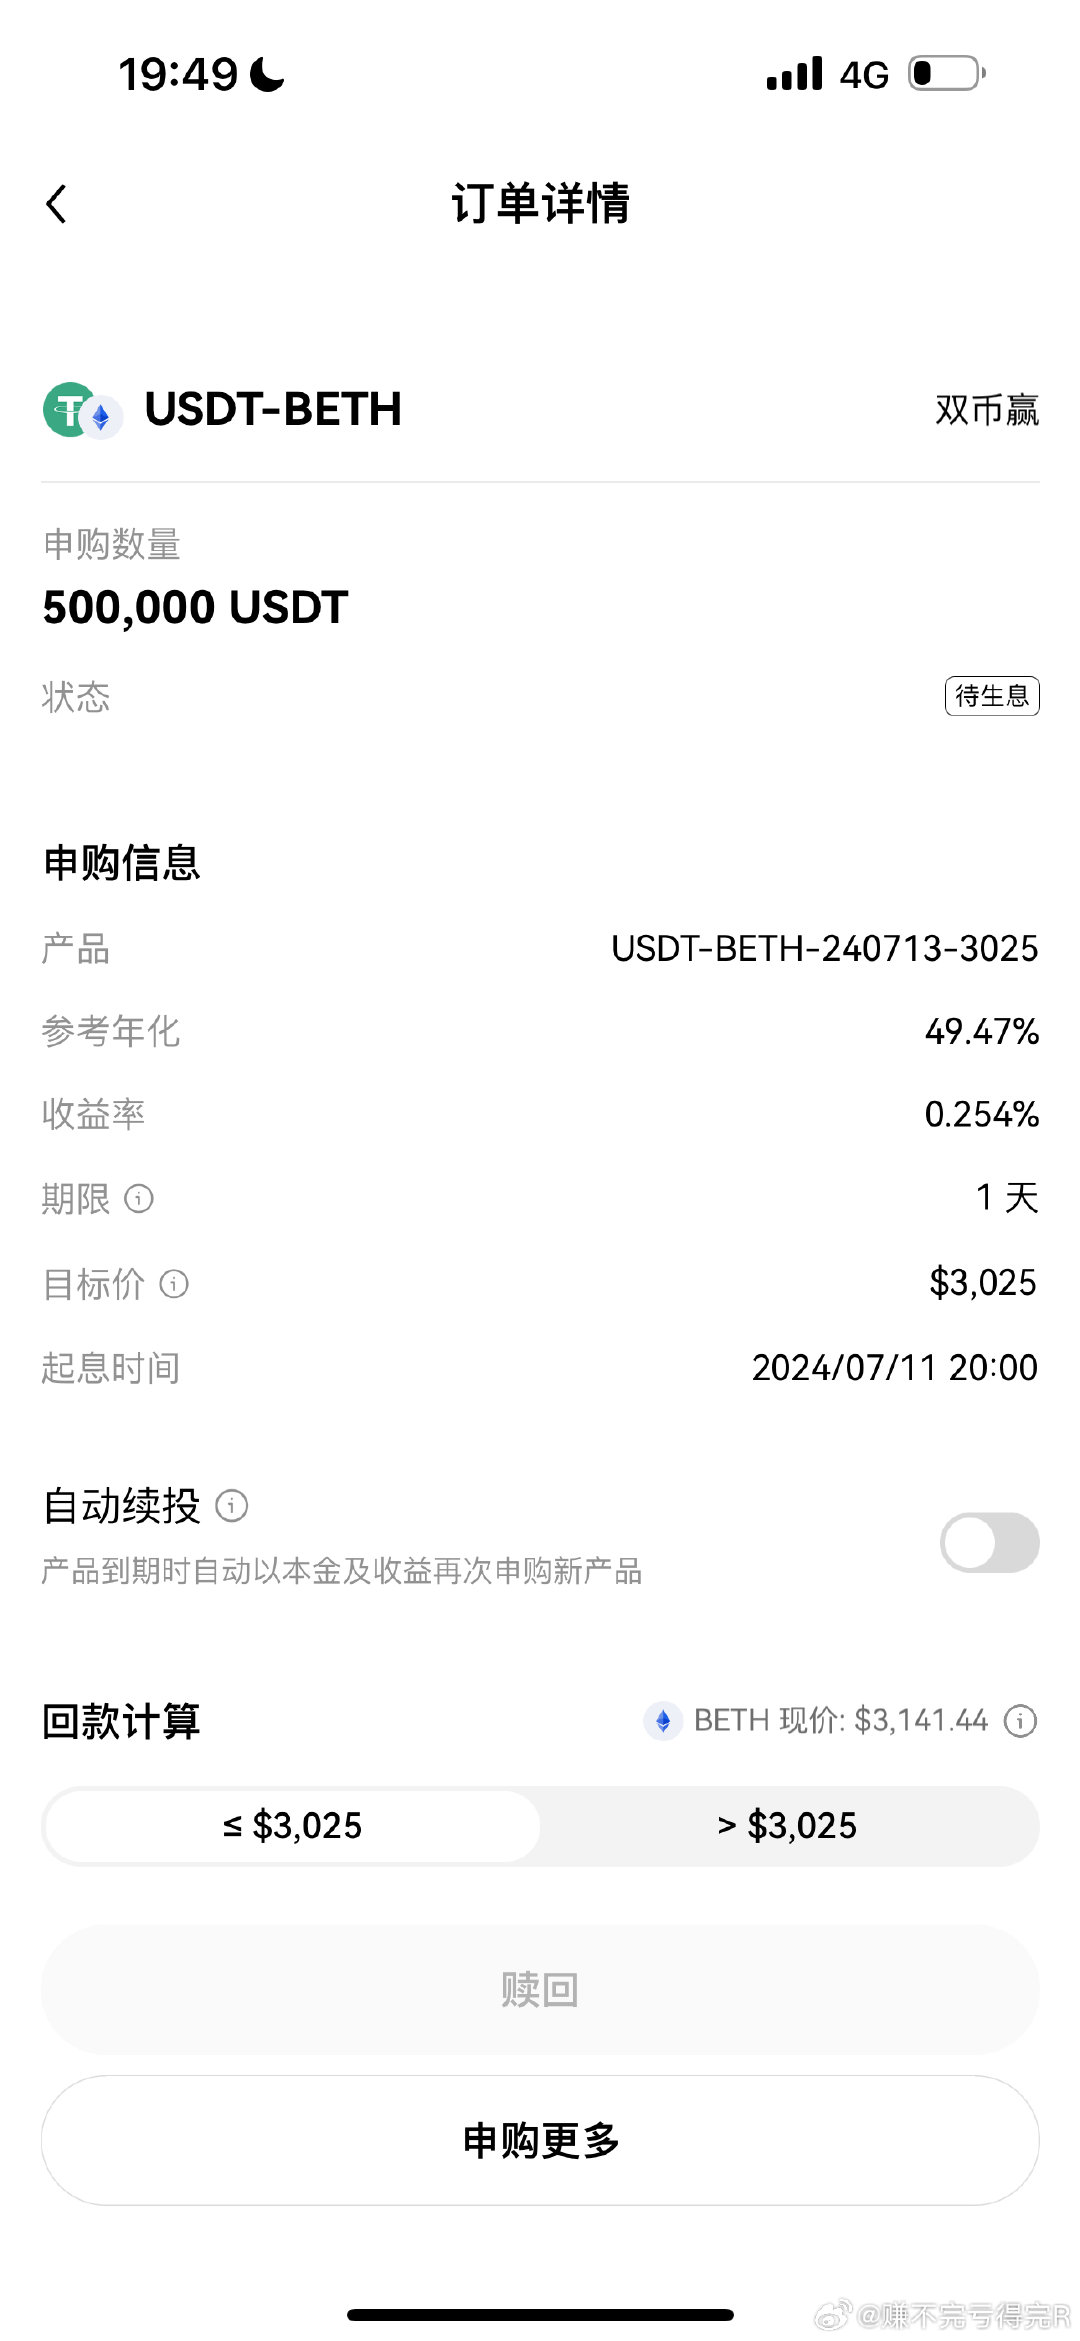 19:49
4G
订单详情
USDT-BETH
双币赢
申购数量
500,000 USDT
状态
待生息
申购信息
产品
USDT-BETH-240713-3025
参考年化
49.47%
收益率
0.254%
期限
1 天
目标价
$3,025
起息时间
2024/07/11 20:00
自动续投
产品到期时自动以本金及收益再次申购新产品
回款计算
BETH 现价: $3,141.44
≤ $3,025
> $3,025
赎回
申购更多
@赚不完亏得完R